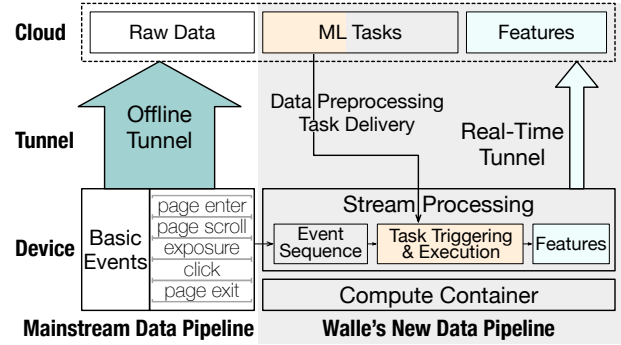 Cloud
Raw Data
ML Tasks
Features
Data Preprocessing
Task Delivery
Offline
Tunnel
Tunnel
Real-Time
Tunnel
Device
Basic
Events
page enter
page scroll
exposure
click
page exit
Stream Processing
Event
Sequence
Task Triggering
& Execution
Features
Compute Container
Mainstream Data Pipeline
Walle's New Data Pipeline